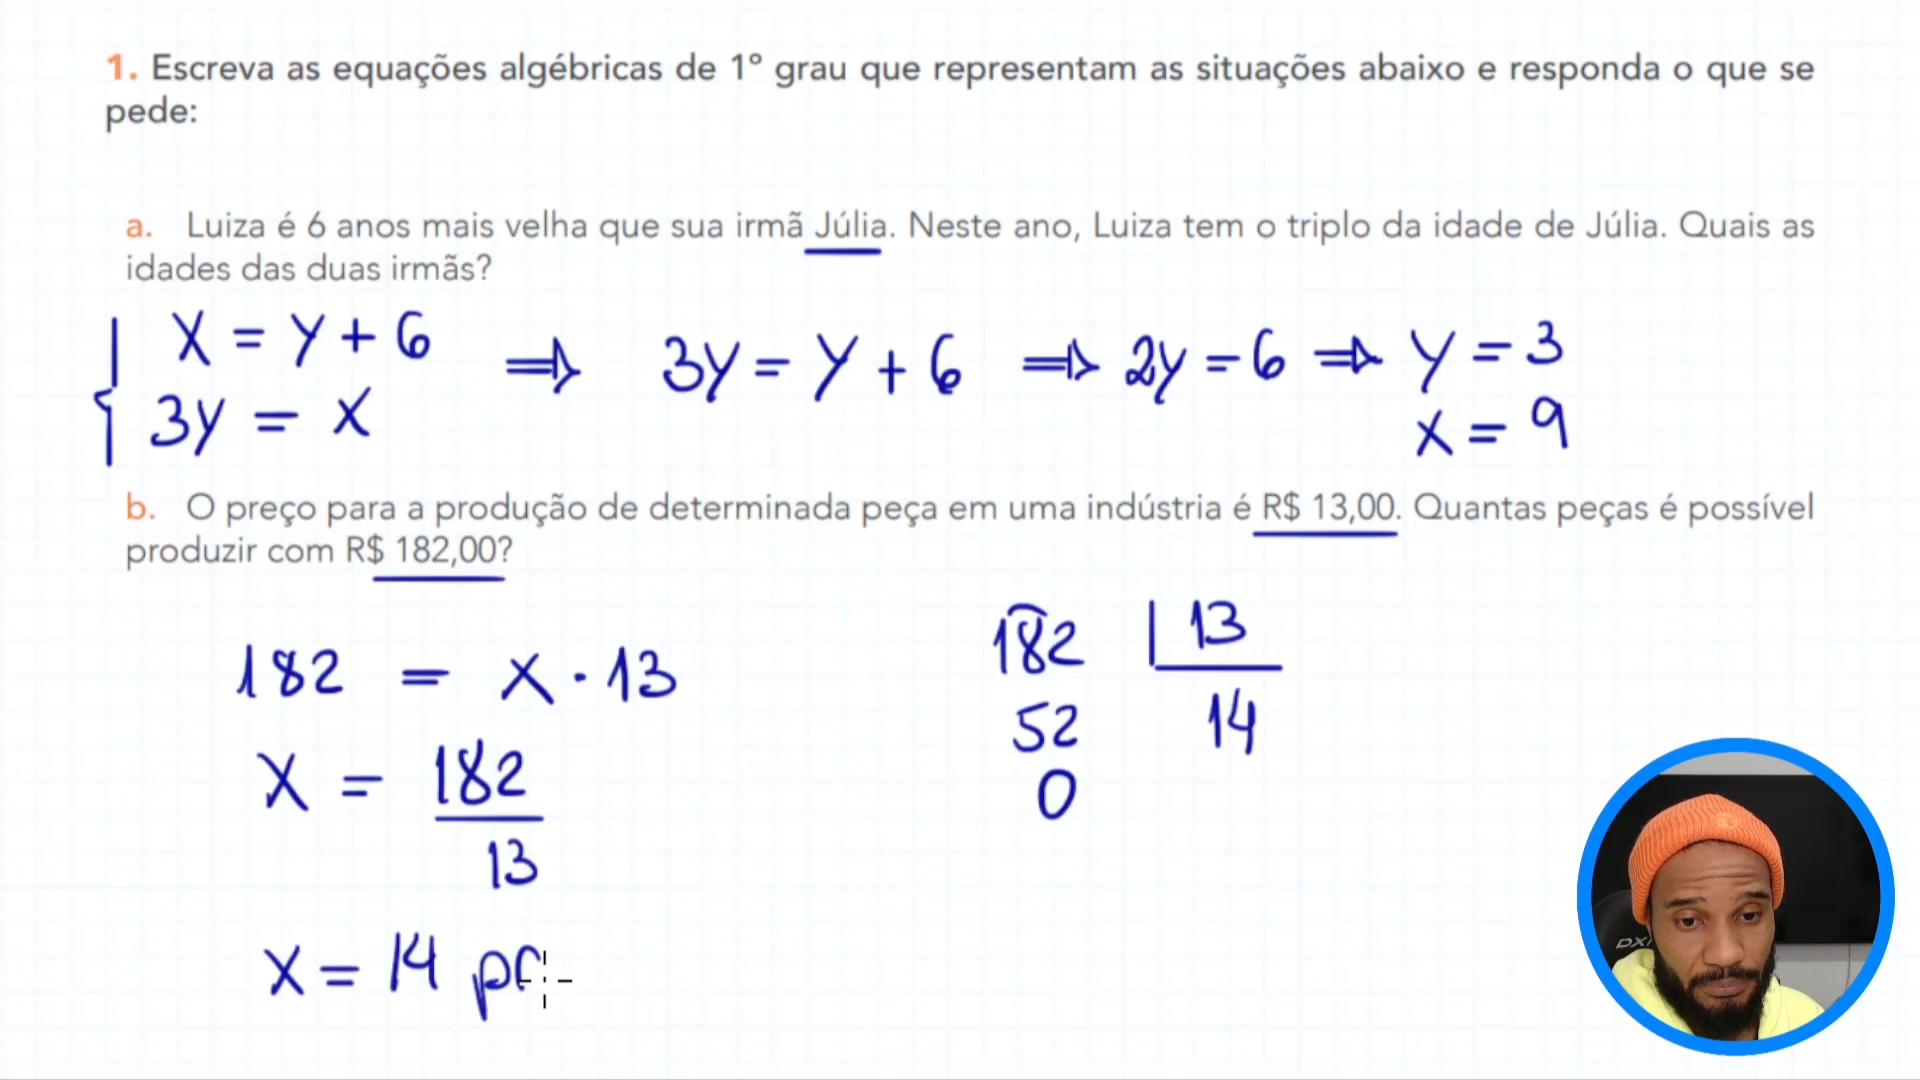 1. Escreva as equações algébricas de 1º grau que representam as situações abaixo e responda o que se
pede:
a. Luiza é 6 anos mais velha que sua irmã Júlia. Neste ano, Luiza tem o triplo da idade de Júlia. Quais as
idades das duas irmãs?
x = y + 6 ⇒ 3y = y + 6 ⇒ 2y = 6 ⇒ y = 3
3y = x
x = 9
b. O preço para a produção de determinada peça em uma indústria é R$ 13,00. Quantas peças é possível
produzir com R$ 182,00?
182 = x · 13
x = 182
13
x = 14
182 13
52 14
0